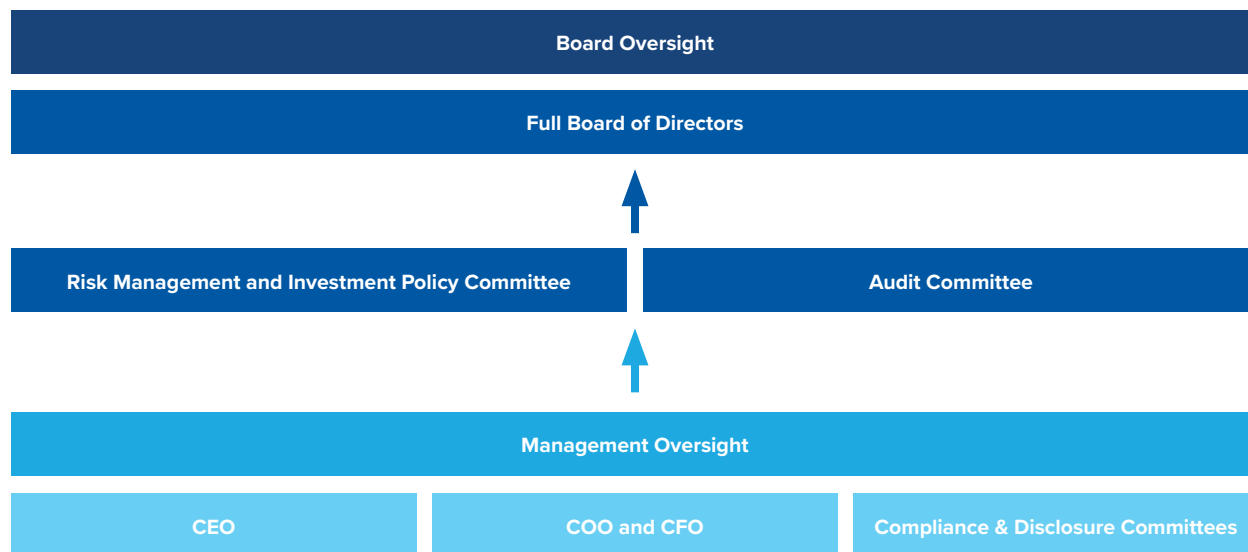 Board Oversight
Full Board of Directors
Risk Management and Investment Policy Committee
Audit Committee
Management Oversight
CEO
COO and CFO
Compliance & Disclosure Committees